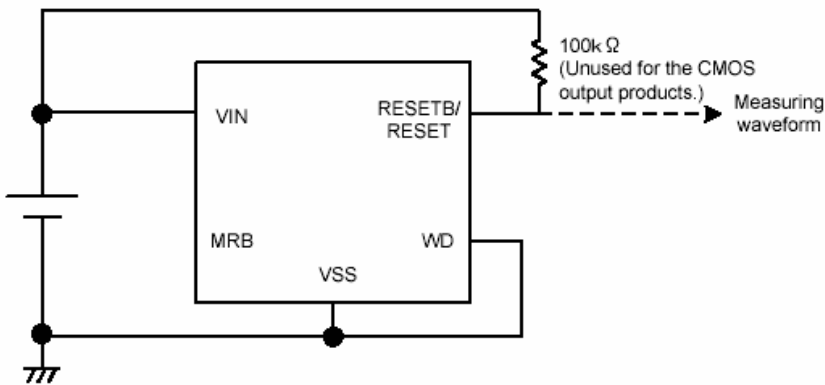 100k Ω
(Unused for the CMOS
output products.)
Measuring
waveform
VIN
RESETB/
RESET
MRB
WD
VSS